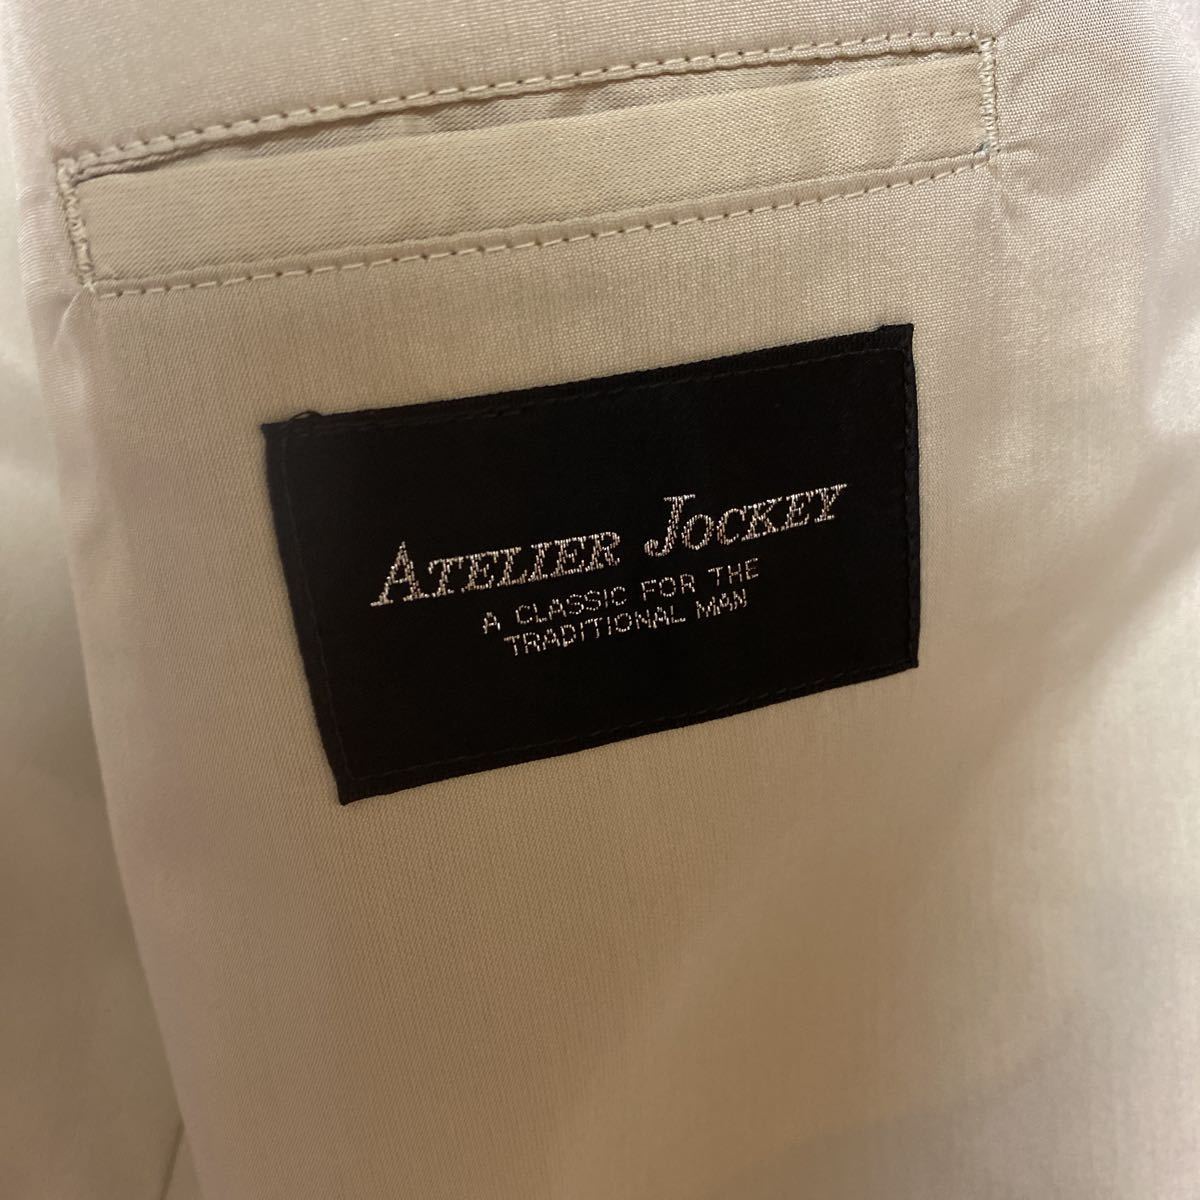 ATELIER JOCKEY
A CLASSIC FOR THE
TRADITIONAL MAN